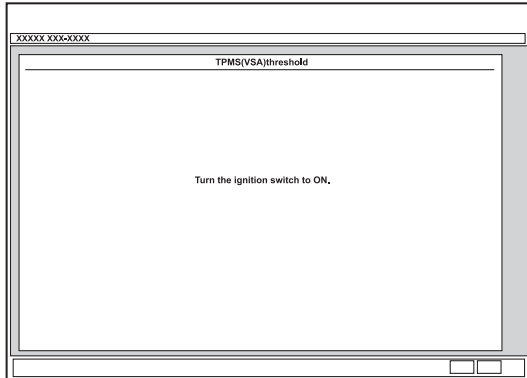 XXXXX XXX-XXXX
TPMS(VSA)threshold
Turn the ignition switch to ON.